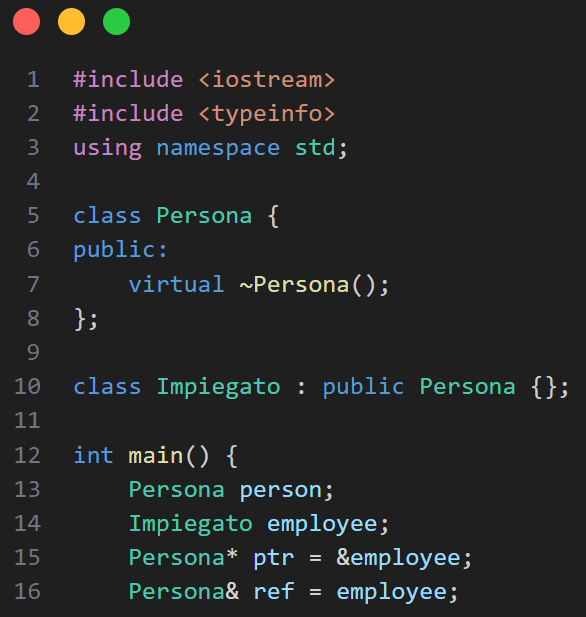 1 #include <iostream>
2 #include <typeinfo>
3 using namespace std;
4
5 class Persona {
6 public:
7     virtual ~Persona();
8 };
9
10 class Impiegato : public Persona {};
11
12 int main() {
13     Persona person;
14     Impiegato employee;
15     Persona* ptr = &employee;
16     Persona& ref = employee;